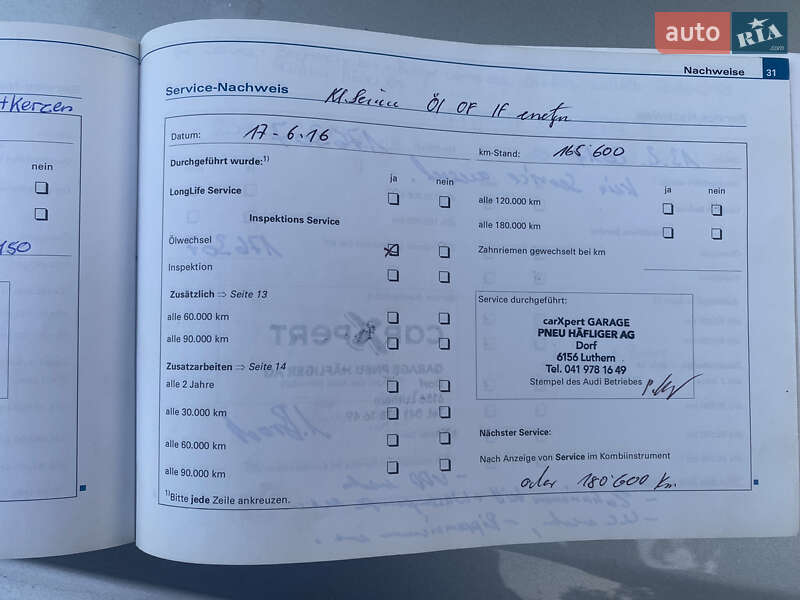 auto RIA.com
Nachweise 31
tkerzen
nein
150
Service-Nachweis
Kl. Service Öl OF IF
Datum: 17-6.16
km-Stand: 165'600
Durchgeführt wurde:1)
ja nein
ja nein
LongLife Service
alle 120.000 km
Inspektions Service
alle 180.000 km
Ölwechsel
Zahnriemen gewechselt bei km
Inspektion
Zusätzlich ⇒ Seite 13
alle 60.000 km
alle 90.000 km
Service durchgeführt:
carXpert GARAGE
PNEU HÄFLIGER AG
Dorf
6156 Luthern
Tel. 041 978 16 49
Stempel des Audi Betriebes
Zusatzarbeiten ⇒ Seite 14
alle 2 Jahre
alle 30.000 km
alle 60.000 km
alle 90.000 km
Nächster Service:
Nach Anzeige von Service im Kombiinstrument
oder 180'600 Km
1)Bitte jede Zeile ankreuzen.